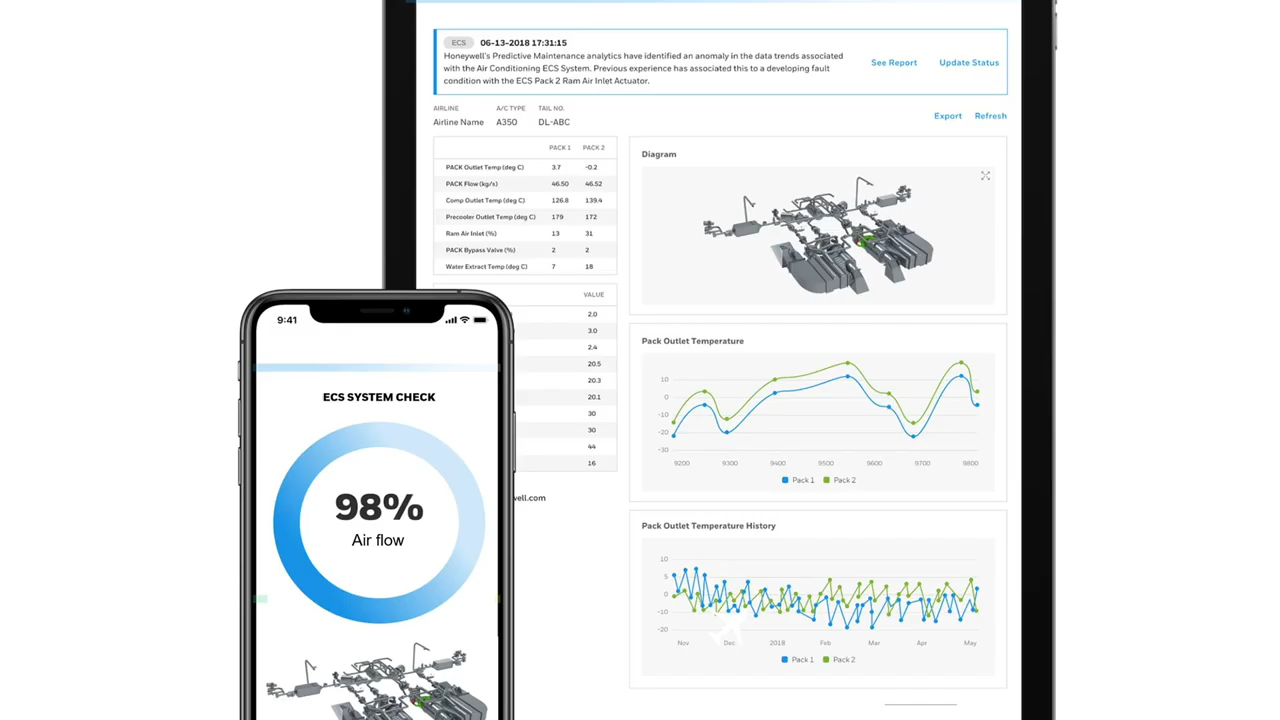 ECS 06-13-2018 17:31:15
Honeywell's Predictive Maintenance analytics have identified an anomaly in the data trends associated
with the Air Conditioning ECS System. Previous experience has associated this to a developing fault
condition with the ECS Pack 2 Ram Air Inlet Actuator.
See Report Update Status
AIRLINE A/C TYPE TAIL NO.
Airline Name A350 DL-ABC
Export Refresh
PACK 1 PACK 2
PACK Outlet Temp (deg C) 3.7 -0.2
PACK Flow (kg/s) 46.50 46.52
Comp Outlet Temp (deg C) 126.8 139.4
Precooler Outlet Temp (deg C) 179 172
Ram Air Inlet (%) 13 31
PACK Bypass Valve (%) 2 2
Water Extract Temp (deg C) 7 18
VALUE
2.0
3.0
2.4
20.5
20.3
20.1
30
30
44
16
well.com
Diagram
Pack Outlet Temperature
10
0
-10
-20
-30
9200 9300 9400 9500 9600 9700 9800
Pack 1 Pack 2
Pack Outlet Temperature History
10
5
0
-10
-20
Nov Dec 2018 Feb Mar Apr May
Pack 1 Pack 2
9:41
ECS SYSTEM CHECK
98%
Air flow